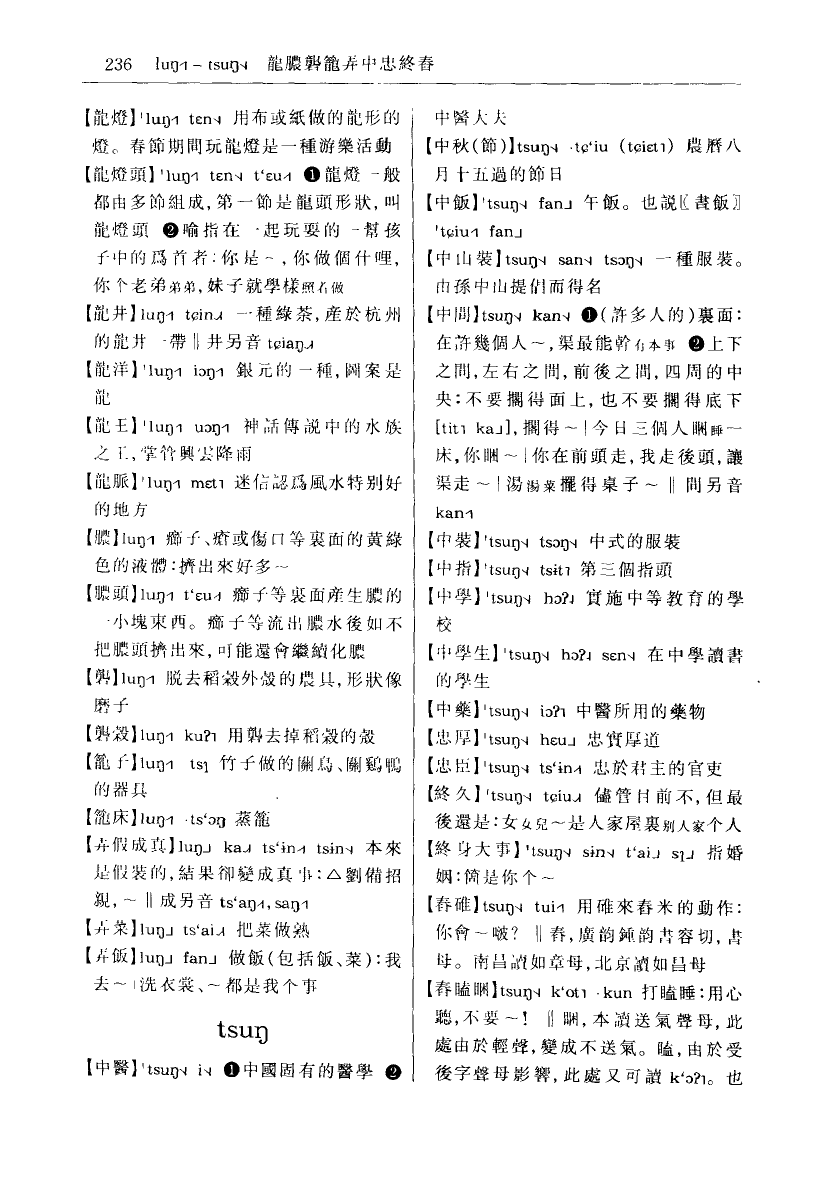 236 luŋ˧˥ – tsuŋ˦˨ 龍膿礱籠弄中忠終舂
【龍燈】ˈluŋ˧˥ tɛn˦˨ 用布或紙做的龍形的
燈。春節期間玩龍燈是一種游樂活動
【龍燈頭】ˈluŋ˧˥ tɛn˦˨ tʻɛu˧˥ ❶龍燈一般
都由多節組成,第一節是龍頭形狀,叫
龍燈頭 ❷喻指在一起玩耍的一幫孩
子中的爲首者:你是~,你做個什哩,
你个老弟弟弟,妹子就學樣照着做
【龍井】luŋ˧˥ tɕin˨˩˧ 一種綠茶,産於杭州
的龍井一帶‖井另音 tɕiaŋ˨˩˧
【龍洋】ˈluŋ˧˥ iɔŋ˧˥ 銀元的一種,圖案是
龍
【龍王】ˈluŋ˧˥ uɔŋ˧˥ 神話傳説中的水族
之王,掌管興雲降雨
【龍脈】ˈluŋ˧˥ mɛt˥ 迷信認爲風水特别好
的地方
【膿】luŋ˧˥ 癤子、瘡或傷口等裏面的黄綠
色的液體:擠出來好多~
【膿頭】luŋ˧˥ tʻɛu˧˥ 癤子等裏面産生膿的
一小塊東西。癤子等流出膿水後如不
把膿頭擠出來,可能還會繼續化膿
【礱】luŋ˧˥ 脱去稻穀外殼的農具,形狀像
磨子
【礱穀】luŋ˧˥ kuʔ˥ 用礱去掉稻穀的殼
【籠子】luŋ˧˥ tsɿ 竹子做的關鳥、關鷄鴨
的器具
【籠床】luŋ˧˥ ·tsʻɔŋ 蒸籠
【弄假成真】luŋ˩ ka˨˩˧ tsʻɨn˧˥ tsɨn˦˨ 本來
是假装的,結果卻變成真事:△劉備招
親,~‖成另音 tsʻaŋ˧˥, saŋ˧˥
【弄菜】luŋ˩ tsʻai˨˩˧ 把菜做熟
【弄飯】luŋ˩ fan˩ 做飯(包括飯、菜):我
去~|洗衣裳、~都是我个事
tsuŋ
【中醫】ˈtsuŋ˦˨ i˦˨ ❶中國固有的醫學 ❷
中醫大夫
【中秋(節)】tsuŋ˦˨ ·tɕʻiu (tɕiɛt˥) 農曆八
月十五過的節日
【中飯】ˈtsuŋ˦˨ fan˩ 午飯。也説〖晝飯〗
ˈtɕiu˧˥ fan˩
【中山裝】tsuŋ˦˨ san˦˨ tsɔŋ˦˨ 一種服裝。
由孫中山提倡而得名
【中間】tsuŋ˦˨ kan˦˨ ❶(許多人的)裏面:
在許幾個人~,渠最能幹有本事 ❷上下
之間,左右之間,前後之間,四周的中
央:不要擱得面上,也不要擱得底下
[tit˥ ka˩],擱得~|今日三個人睏睡一
床,你睏~|你在前頭走,我走後頭,讓
渠走~|湯湯菜擺得桌子~‖間另音
kan˧˥
【中裝】ˈtsuŋ˦˨ tsɔŋ˦˨ 中式的服裝
【中指】ˈtsuŋ˦˨ tsɨt˥ 第三個指頭
【中學】ˈtsuŋ˦˨ hɔʔ˨ 實施中等教育的學
校
【中學生】ˈtsuŋ˦˨ hɔʔ˨ sɛn˦˨ 在中學讀書
的學生
【中藥】ˈtsuŋ˦˨ iɔʔ˥ 中醫所用的藥物
【忠厚】ˈtsuŋ˦˨ hɛu˩ 忠實厚道
【忠臣】ˈtsuŋ˦˨ tsʻɨn˧˥ 忠於君主的官吏
【終久】ˈtsuŋ˦˨ tɕiu˨˩˧ 儘管目前不,但最
後還是:女女兒~是人家屋裏别人家个人
【終身大事】ˈtsuŋ˦˨ sɨn˦˨ tʻai˩ sɿ˩ 指婚
姻:箇是你个~
【舂碓】tsuŋ˦˨ tui˧˥ 用碓來舂米的動作:
你會~啵?‖舂,廣韵鍾韵書容切,書
母。南昌讀如章母,北京讀如昌母
【舂瞌睏】tsuŋ˦˨ kʻot˥ ·kun 打瞌睡:用心
聽,不要~!‖睏,本讀送氣聲母,此
處由於輕聲,變成不送氣。瞌,由於受
後字聲母影響,此處又可讀 kʻɔʔ˥。也